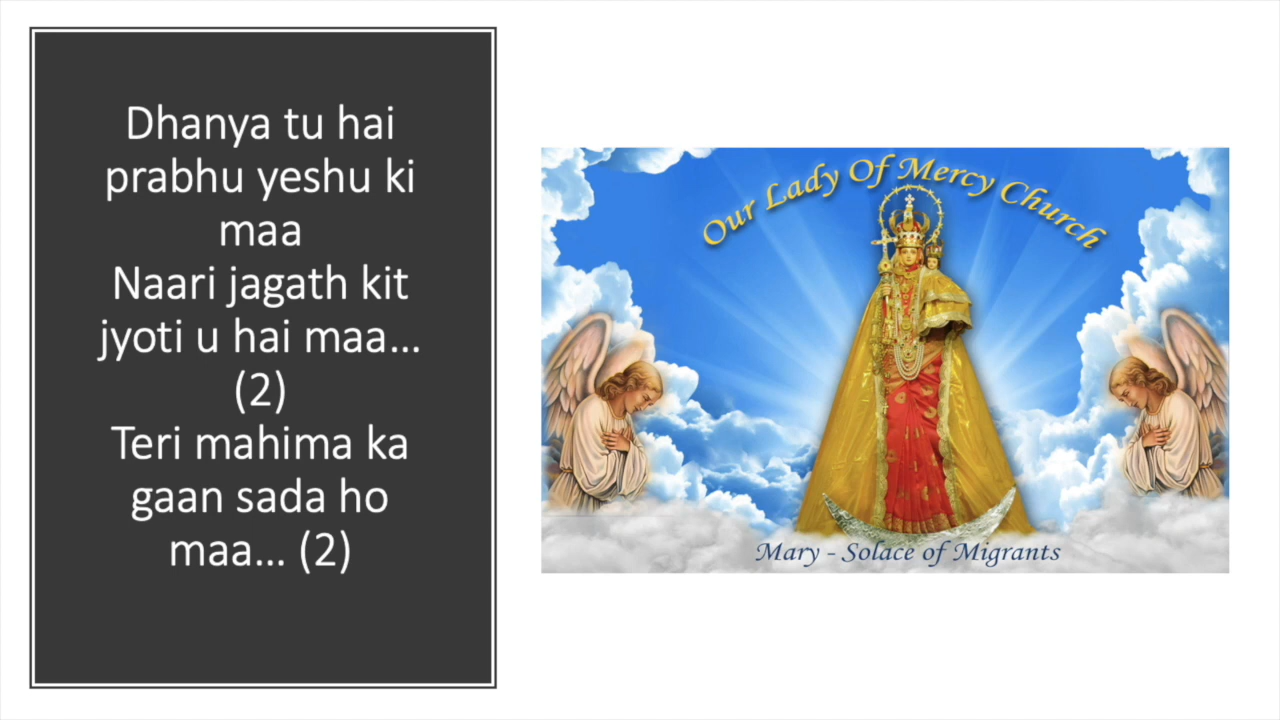 Dhanya tu hai
prabhu yeshu ki
maa
Naari jagath kit
jyoti u hai maa...
(2)
Teri mahima ka
gaan sada ho
maa... (2)
Our Lady Of Mercy Church
Mary - Solace of Migrants